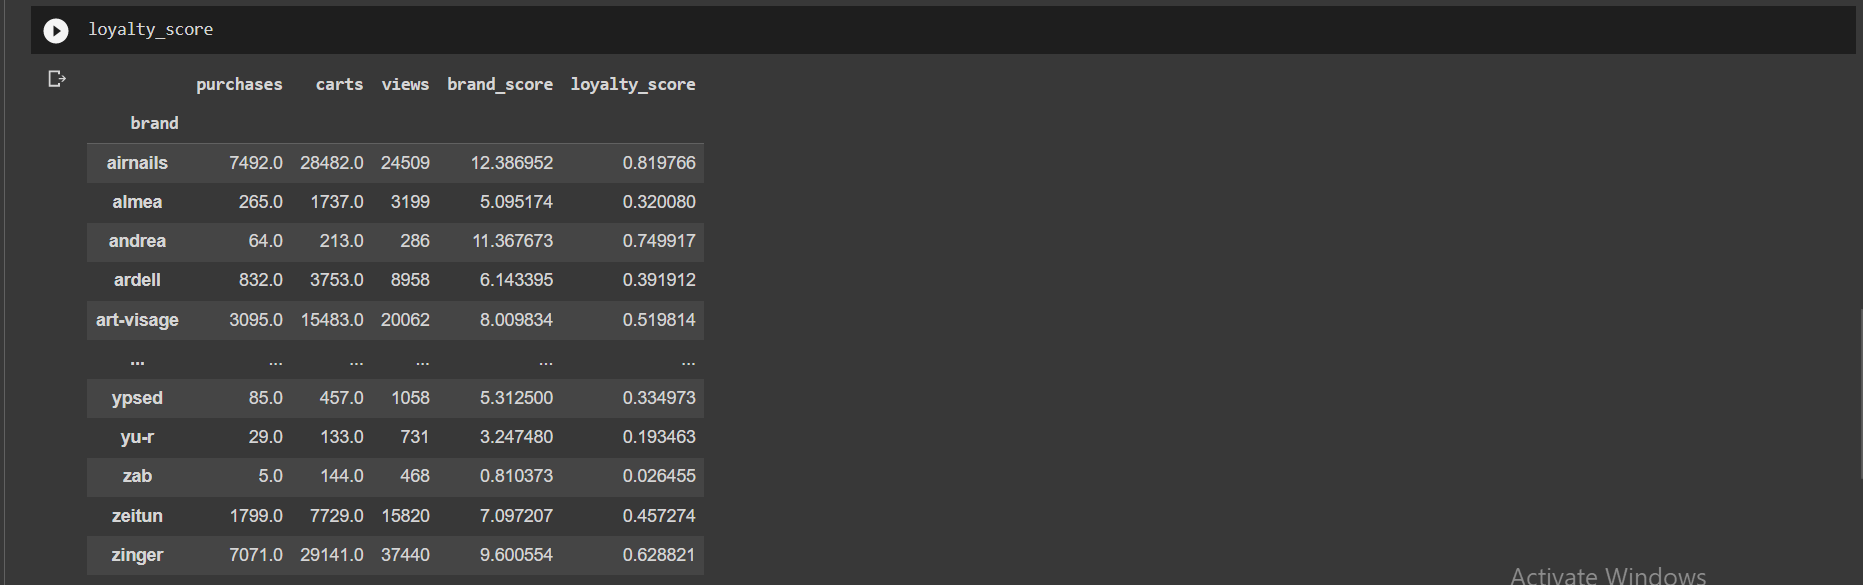 loyalty_score
purchases carts views brand_score loyalty_score
brand
airnails 7492.0 28482.0 24509 12.386952 0.819766
almea 265.0 1737.0 3199 5.095174 0.320080
andrea 64.0 213.0 286 11.367673 0.749917
ardell 832.0 3753.0 8958 6.143395 0.391912
art-visage 3095.0 15483.0 20062 8.009834 0.519814
... ... ... ... ... ...
ypsed 85.0 457.0 1058 5.312500 0.334973
yu-r 29.0 133.0 731 3.247480 0.193463
zab 5.0 144.0 468 0.810373 0.026455
zeitun 1799.0 7729.0 15820 7.097207 0.457274
zinger 7071.0 29141.0 37440 9.600554 0.628821
Activate Windows